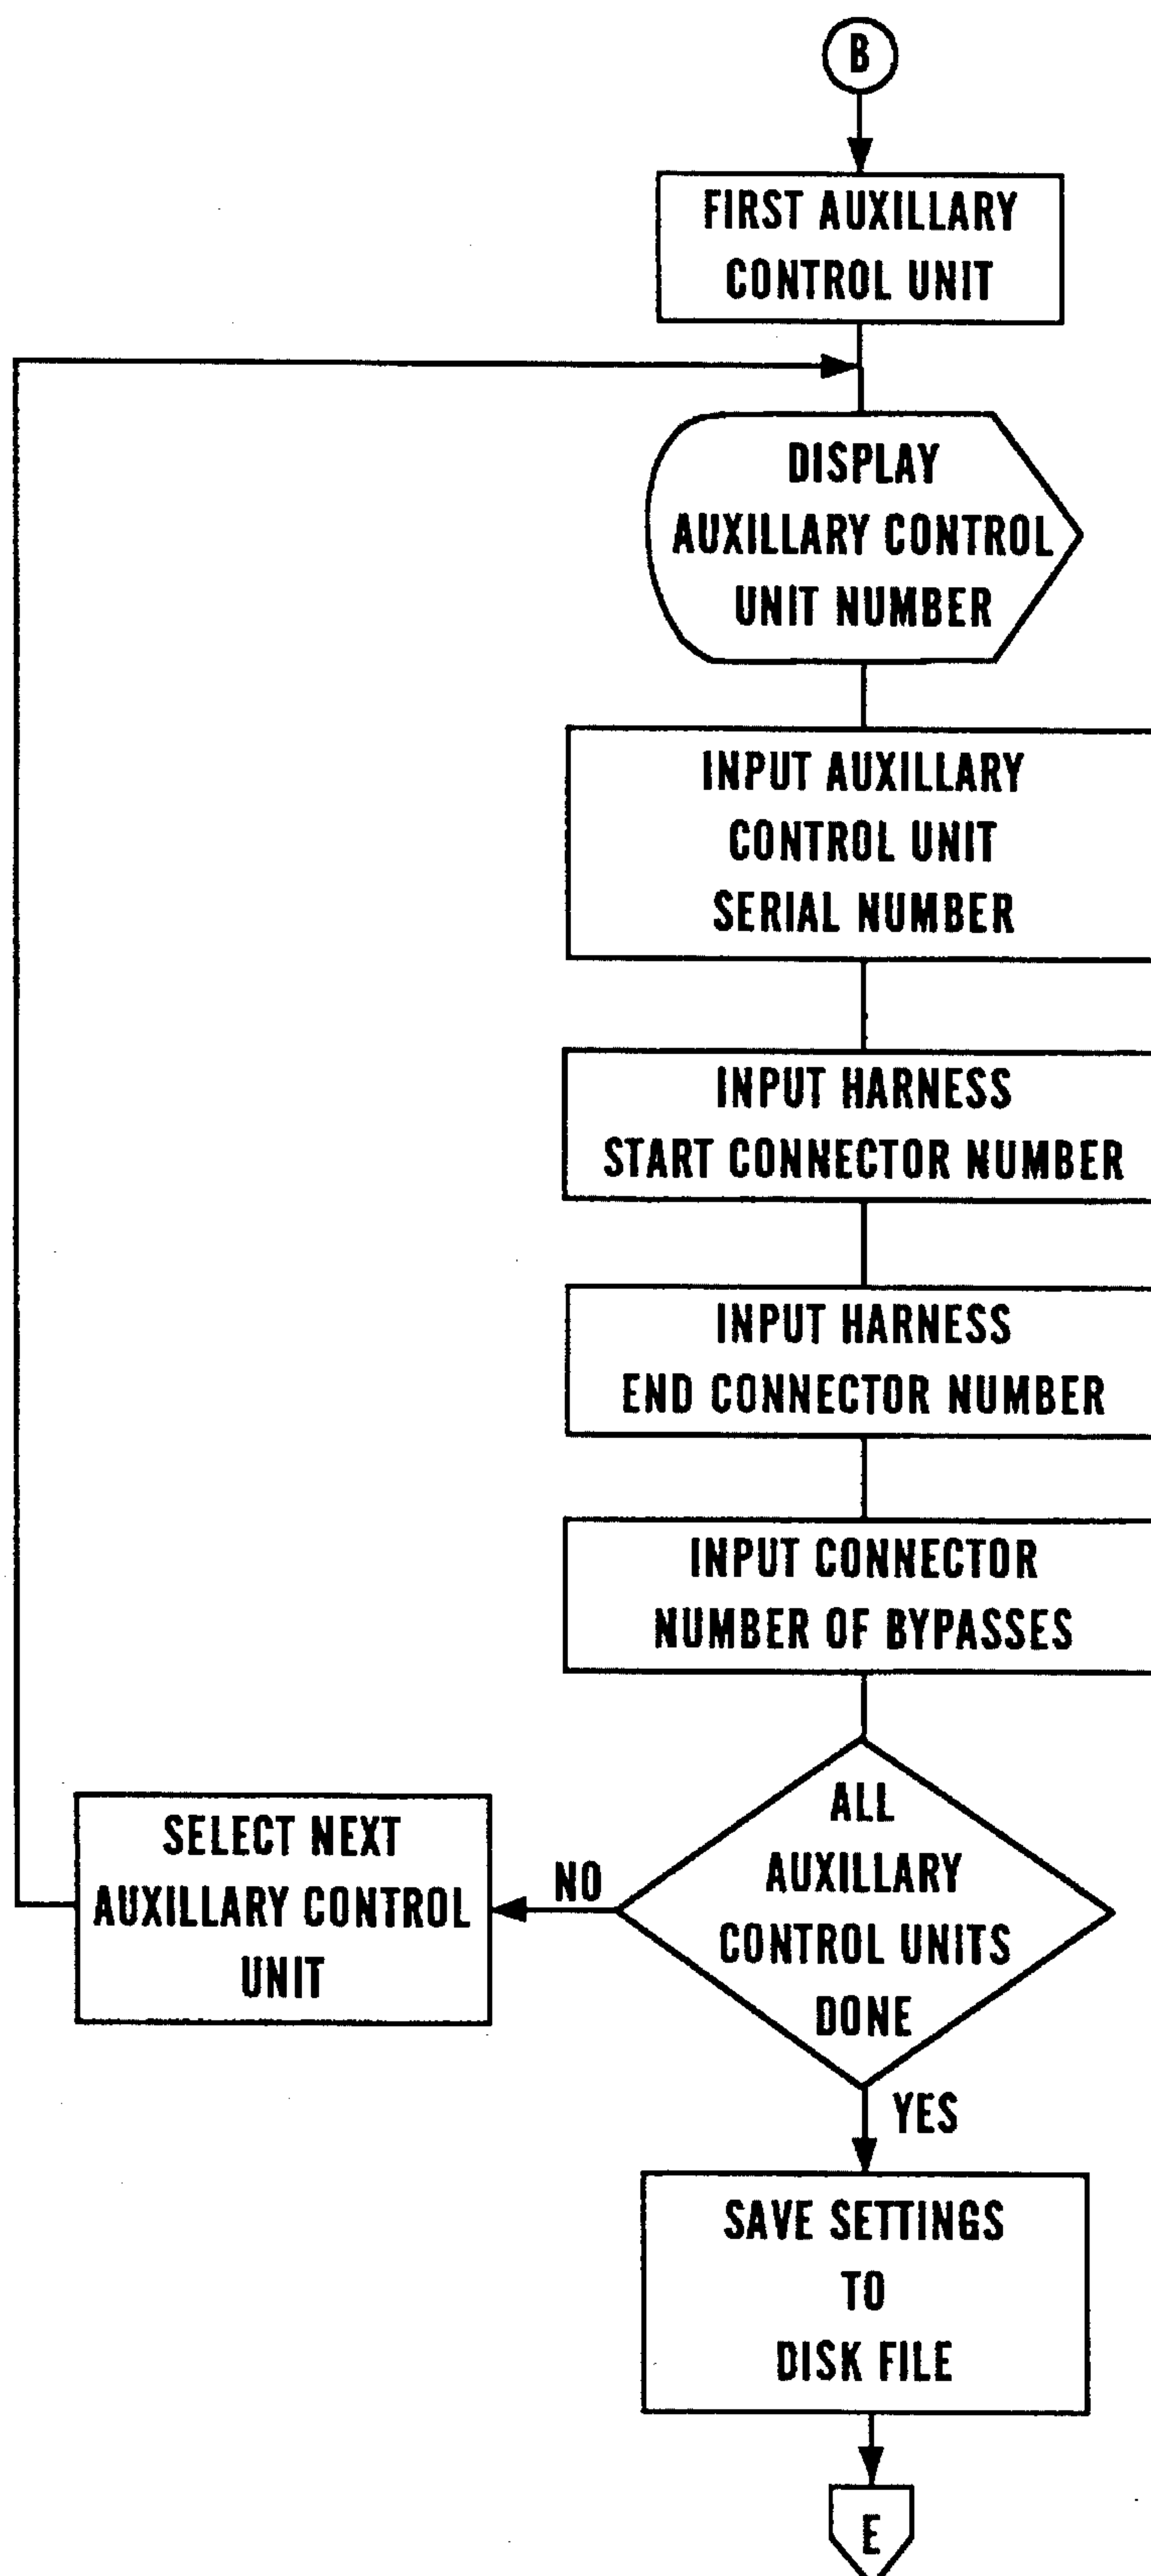 B
FIRST AUXILLARY
CONTROL UNIT
DISPLAY
AUXILLARY CONTROL
UNIT NUMBER
INPUT AUXILLARY
CONTROL UNIT
SERIAL NUMBER
INPUT HARNESS
START CONNECTOR NUMBER
INPUT HARNESS
END CONNECTOR NUMBER
INPUT CONNECTOR
NUMBER OF BYPASSES
ALL
AUXILLARY
CONTROL UNITS
DONE
NO
SELECT NEXT
AUXILLARY CONTROL
UNIT
YES
SAVE SETTINGS
TO
DISK FILE
E